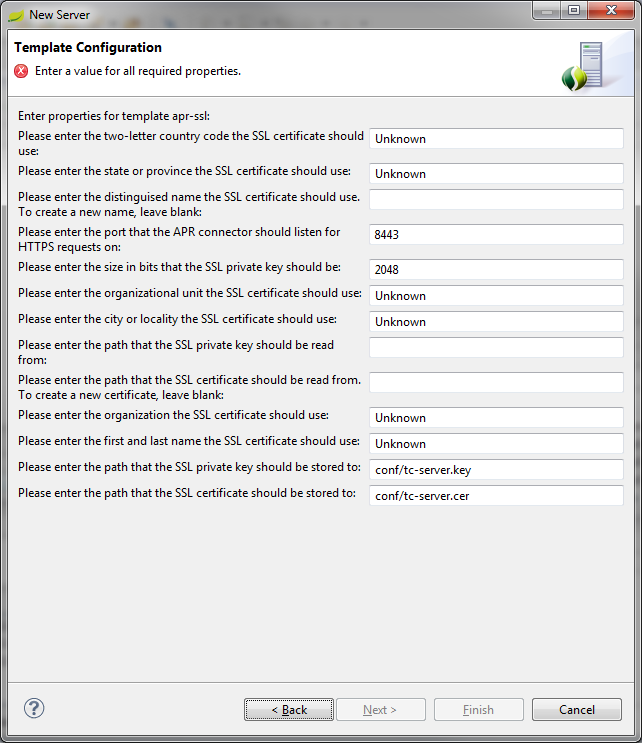 New Server
Template Configuration
Enter a value for all required properties.
Enter properties for template apr-ssl:
Please enter the two-letter country code the SSL certificate should
use:
Unknown
Please enter the state or province the SSL certificate should use:
Unknown
Please enter the distinguised name the SSL certificate should use.
To create a new name, leave blank:
Please enter the port that the APR connector should listen for
HTTPS requests on:
8443
Please enter the size in bits that the SSL private key should be:
2048
Please enter the organizational unit the SSL certificate should use:
Unknown
Please enter the city or locality the SSL certificate should use:
Unknown
Please enter the path that the SSL private key should be read
from:
Please enter the path that the SSL certificate should be read from.
To create a new certificate, leave blank:
Please enter the organization the SSL certificate should use:
Unknown
Please enter the first and last name the SSL certificate should use:
Unknown
Please enter the path that the SSL private key should be stored to:
conf/tc-server.key
Please enter the path that the SSL certificate should be stored to:
conf/tc-server.cer
?
< Back
Next >
Finish
Cancel